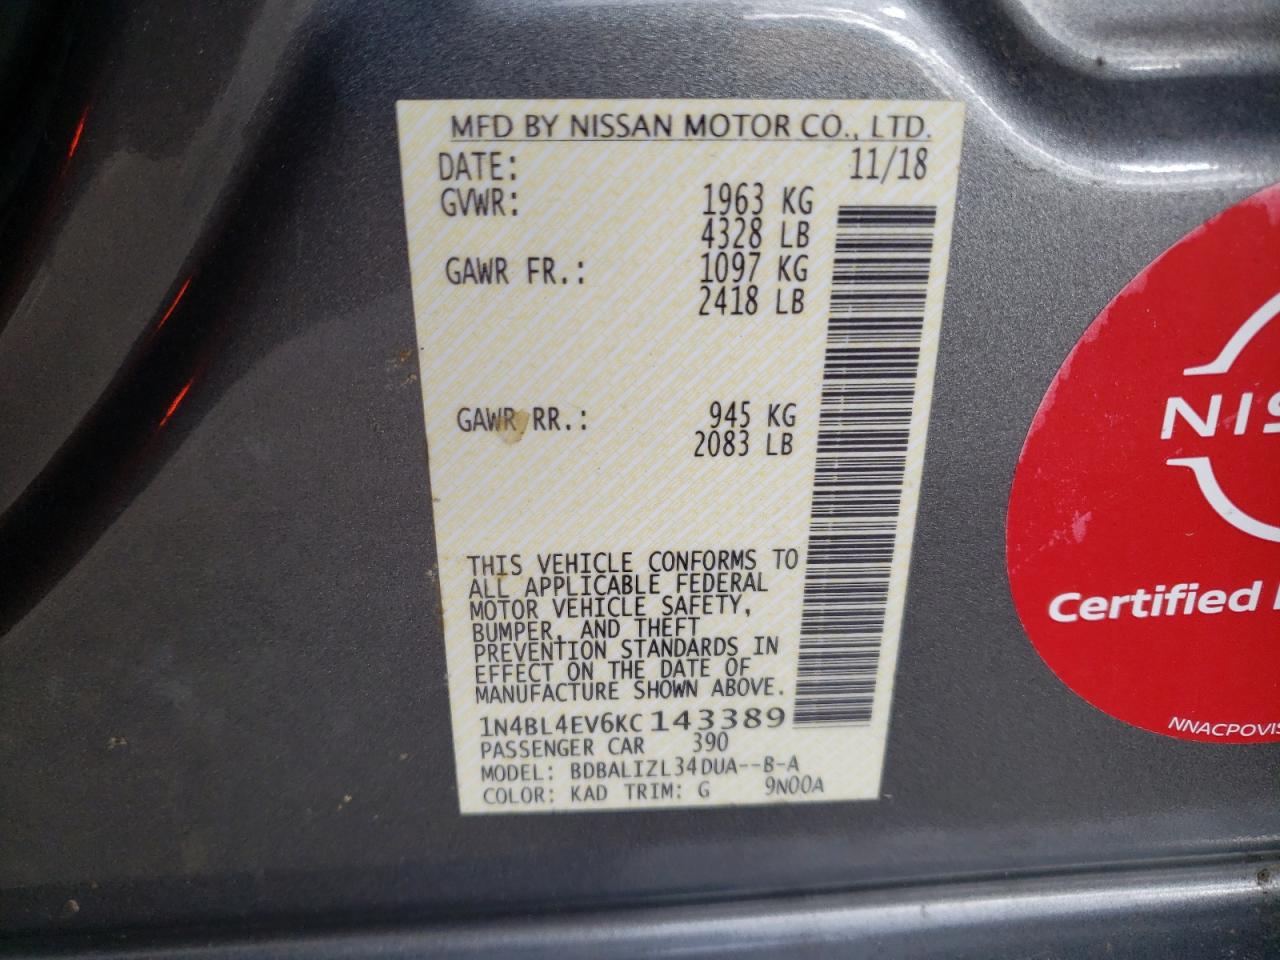 MFD BY NISSAN MOTOR CO., LTD.
DATE: 11/18
GVWR: 1963 KG
4328 LB
GAWR FR.: 1097 KG
2418 LB
GAWR RR.: 945 KG
2083 LB
THIS VEHICLE CONFORMS TO
ALL APPLICABLE FEDERAL
MOTOR VEHICLE SAFETY,
BUMPER, AND THEFT
PREVENTION STANDARDS IN
EFFECT ON THE DATE OF
MANUFACTURE SHOWN ABOVE.
1N4BL4EV6KC143389
PASSENGER CAR 390
MODEL: BDBALIZL34DUA--B-A
COLOR: KAD TRIM: G 9N00A
NIS
Certified
NNACPOVIS